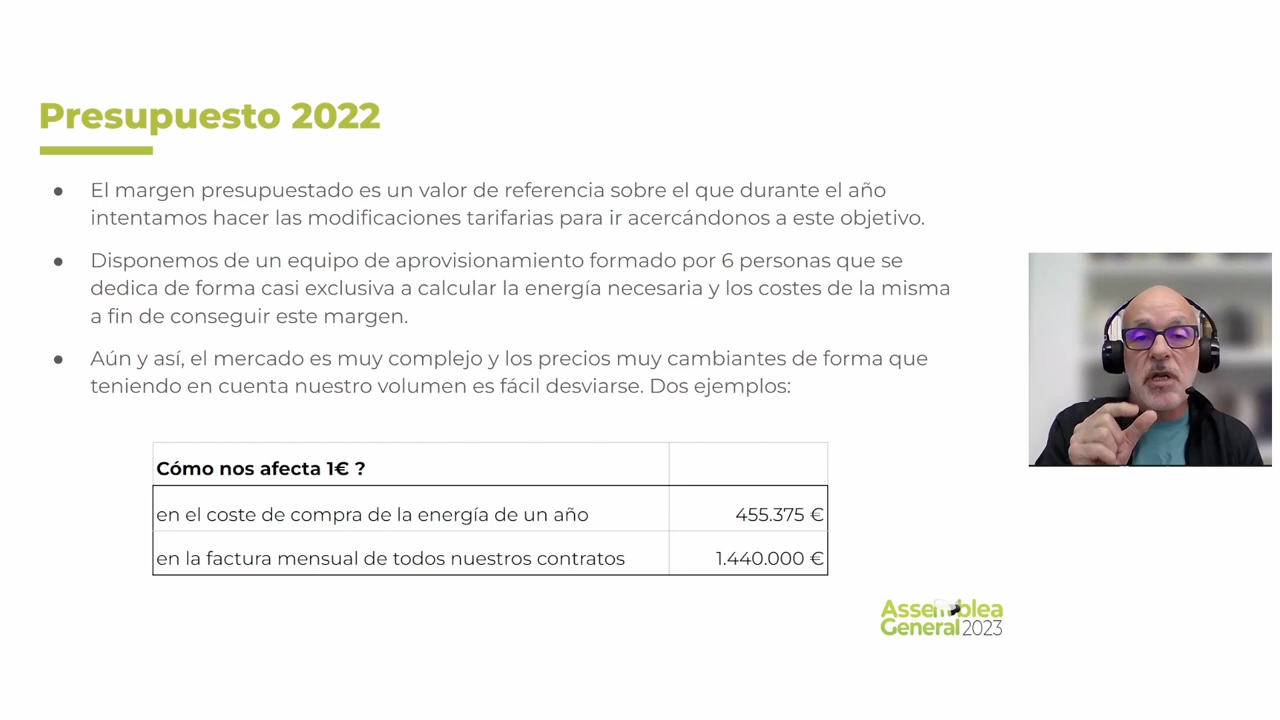 Presupuesto 2022
● El margen presupuestado es un valor de referencia sobre el que durante el año
intentamos hacer las modificaciones tarifarias para ir acercándonos a este objetivo.
● Disponemos de un equipo de aprovisionamiento formado por 6 personas que se
dedica de forma casi exclusiva a calcular la energía necesaria y los costes de la misma
a fin de conseguir este margen.
● Aún y así, el mercado es muy complejo y los precios muy cambiantes de forma que
teniendo en cuenta nuestro volumen es fácil desviarse. Dos ejemplos:
Cómo nos afecta 1€ ?
en el coste de compra de la energía de un año 455.375 €
en la factura mensual de todos nuestros contratos 1.440.000 €
Assemblea
General 2023